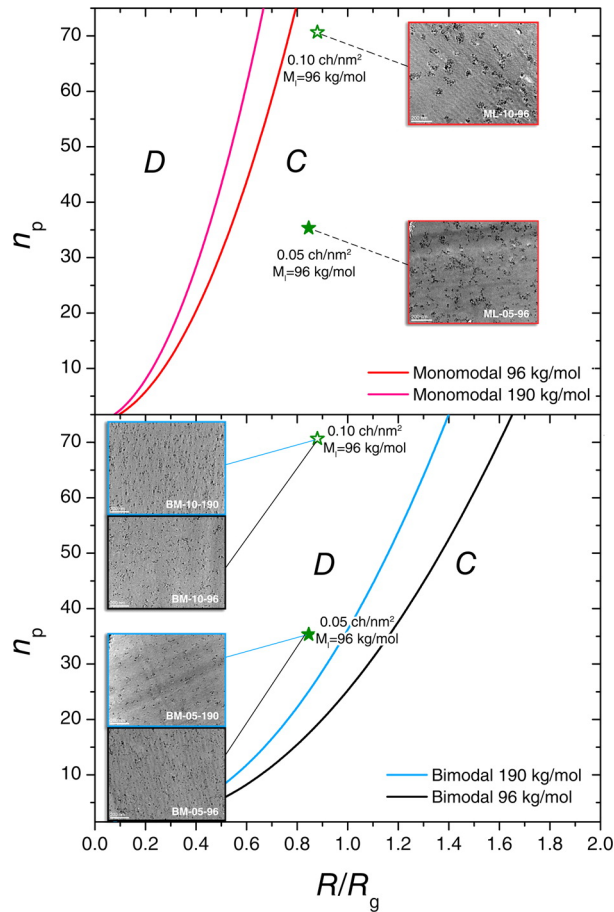 70
60
50
40
30
20
10
n_p
D
C
0.10 ch/nm²
M_l=96 kg/mol
ML-10-96
0.05 ch/nm²
M_l=96 kg/mol
ML-05-96
Monomodal 96 kg/mol
Monomodal 190 kg/mol
70
60
50
40
30
20
10
n_p
BM-10-190
BM-10-96
BM-05-190
BM-05-96
0.10 ch/nm²
M_l=96 kg/mol
D
C
0.05 ch/nm²
M_l=96 kg/mol
Bimodal 190 kg/mol
Bimodal 96 kg/mol
0.0 0.2 0.4 0.6 0.8 1.0 1.2 1.4 1.6 1.8 2.0
R/R_g